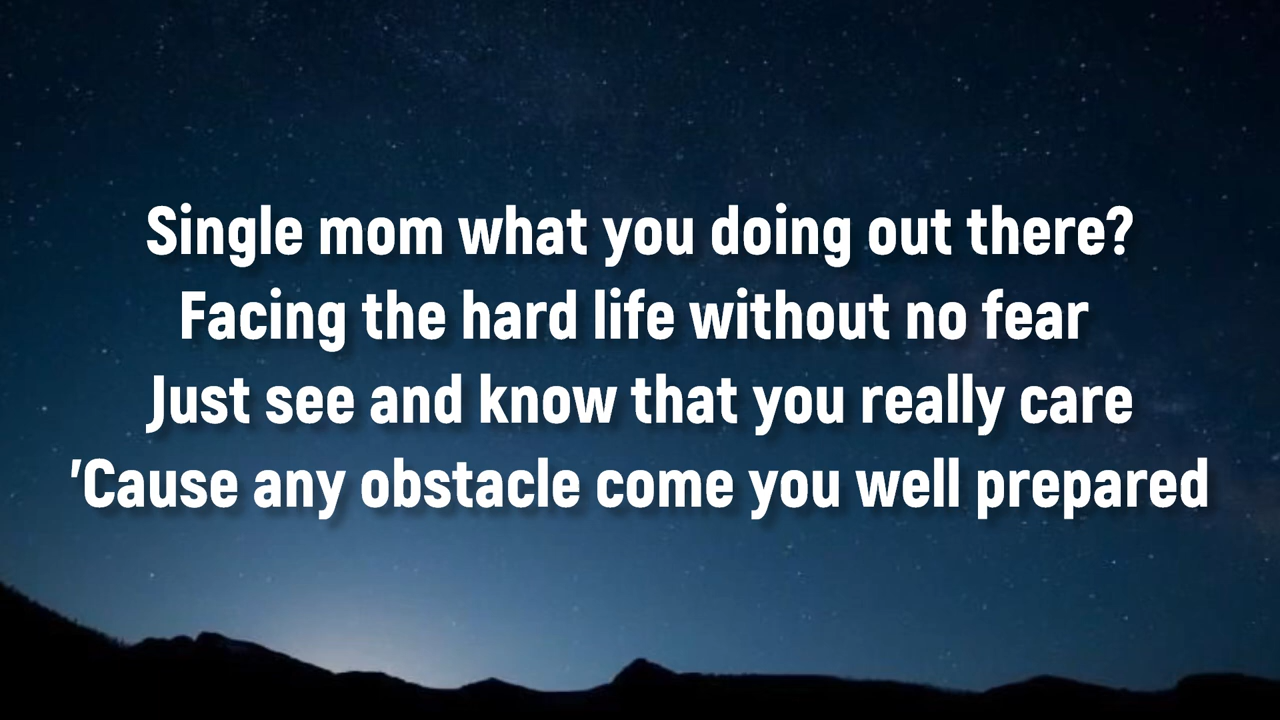 Single mom what you doing out there?
Facing the hard life without no fear
Just see and know that you really care
'Cause any obstacle come you well prepared